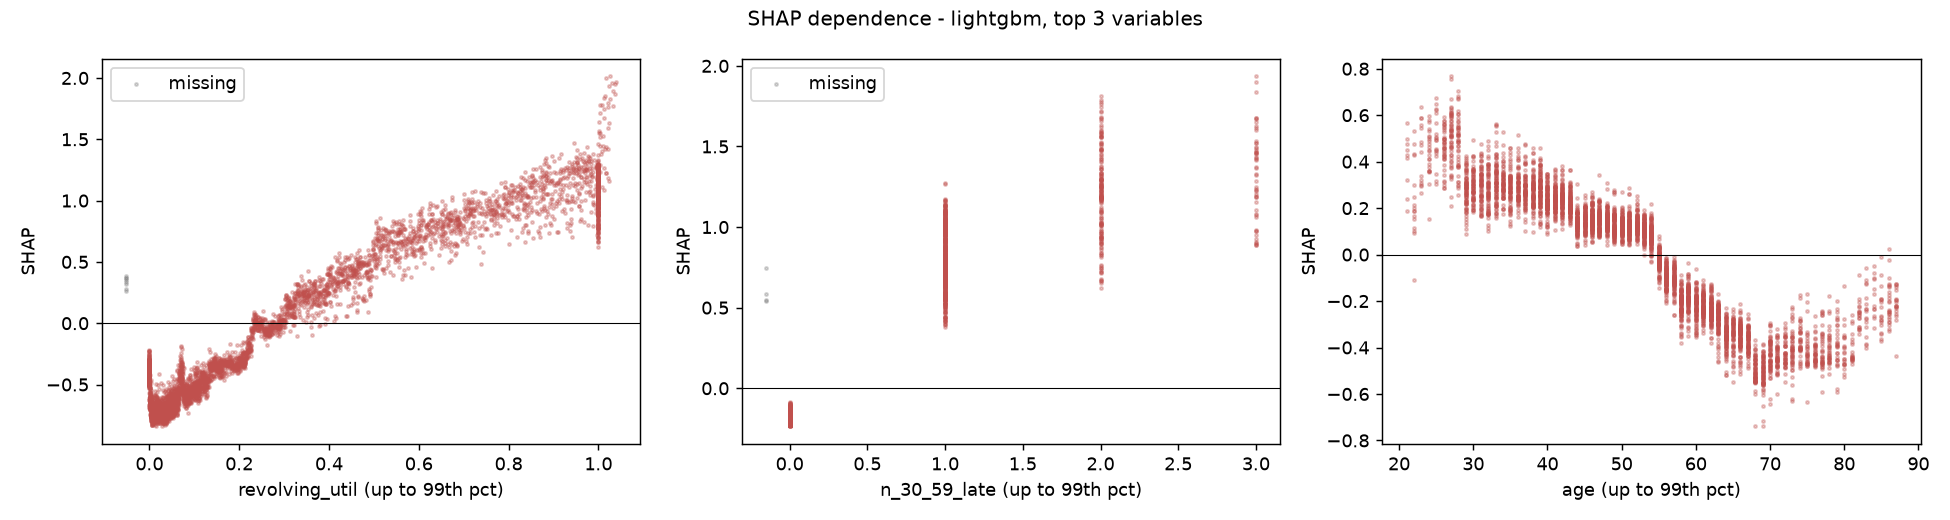 SHAP dependence - lightgbm, top 3 variables
missing
2.0
1.5
1.0
0.5
0.0
−0.5
SHAP
0.0 0.2 0.4 0.6 0.8 1.0
revolving_util (up to 99th pct)
missing
2.0
1.5
1.0
0.5
0.0
SHAP
0.0 0.5 1.0 1.5 2.0 2.5 3.0
n_30_59_late (up to 99th pct)
0.8
0.6
0.4
0.2
0.0
−0.2
−0.4
−0.6
−0.8
SHAP
20 30 40 50 60 70 80 90
age (up to 99th pct)